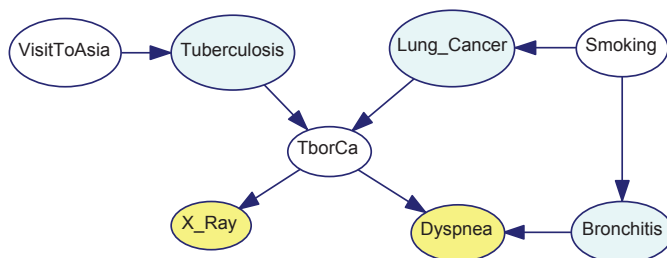 VisitToAsia
Tuberculosis
Lung_Cancer
Smoking
TborCa
X_Ray
Dyspnea
Bronchitis